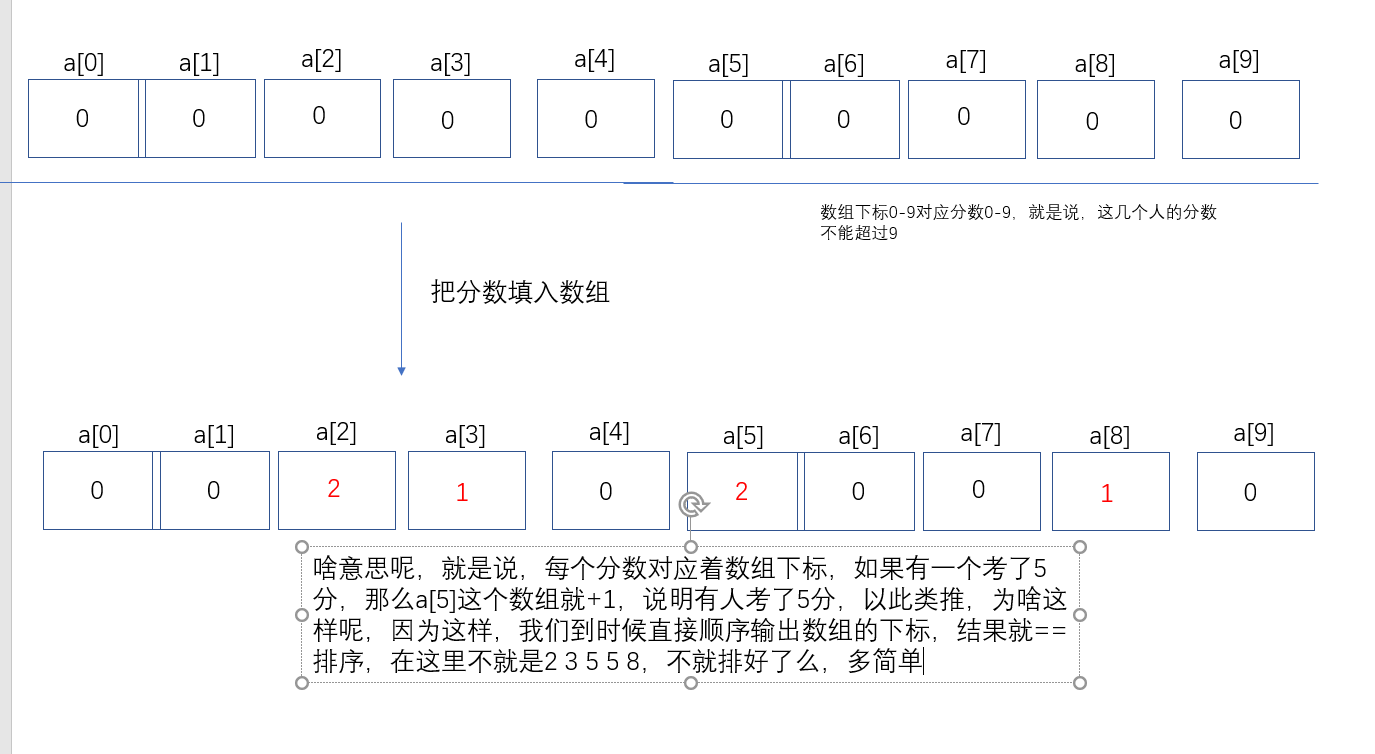 a[0] a[1] a[2] a[3] a[4] a[5] a[6] a[7] a[8] a[9]
0 0 0 0 0 0 0 0 0 0
数组下标0-9对应分数0-9，就是说，这几个人的分数
不能超过9
把分数填入数组
a[0] a[1] a[2] a[3] a[4] a[5] a[6] a[7] a[8] a[9]
0 0 2 1 0 2 0 0 1 0
啥意思呢，就是说，每个分数对应着数组下标，如果有一个考了5
分，那么a[5]这个数组就+1，说明有人考了5分，以此类推，为啥这
样呢，因为这样，我们到时候直接顺序输出数组的下标，结果就==
排序，在这里不就是2 3 5 5 8，不就排好了么，多简单